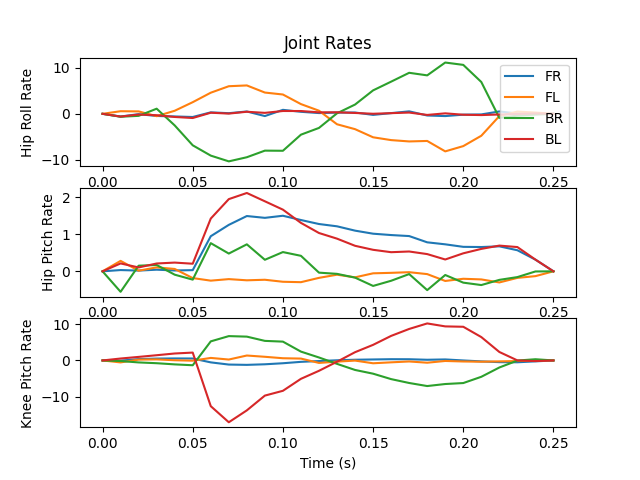 Joint Rates
Hip Roll Rate
10
0
−10
FR
FL
BR
BL
0.00 0.05 0.10 0.15 0.20 0.25
Hip Pitch Rate
2
1
0
0.00 0.05 0.10 0.15 0.20 0.25
Knee Pitch Rate
10
0
−10
0.00 0.05 0.10 0.15 0.20 0.25
Time (s)